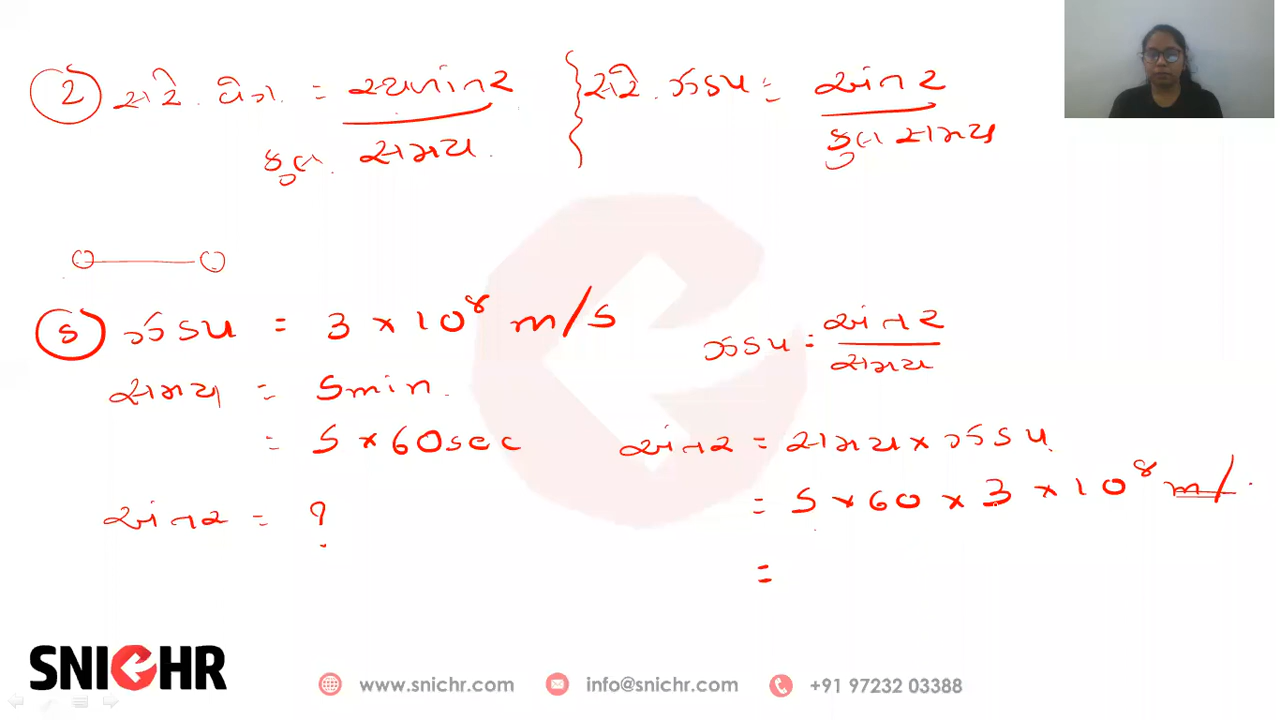 ② સરે. વેગ. = સ્થાનાંતર / કુલ સમય. } સરે. ઝડપ = અંતર / કુલ સમય
⑤ ઝડપ = 3 × 10⁸ m/s
ઝડપ = અંતર / સમય
સમય = 5min.
= 5 × 60sec
અંતર = સમય × ઝડપ
= 5 × 60 × 3 × 10⁸ m/
અંતર = ?
=
SNICHR
www.snichr.com info@snichr.com +91 97232 03388